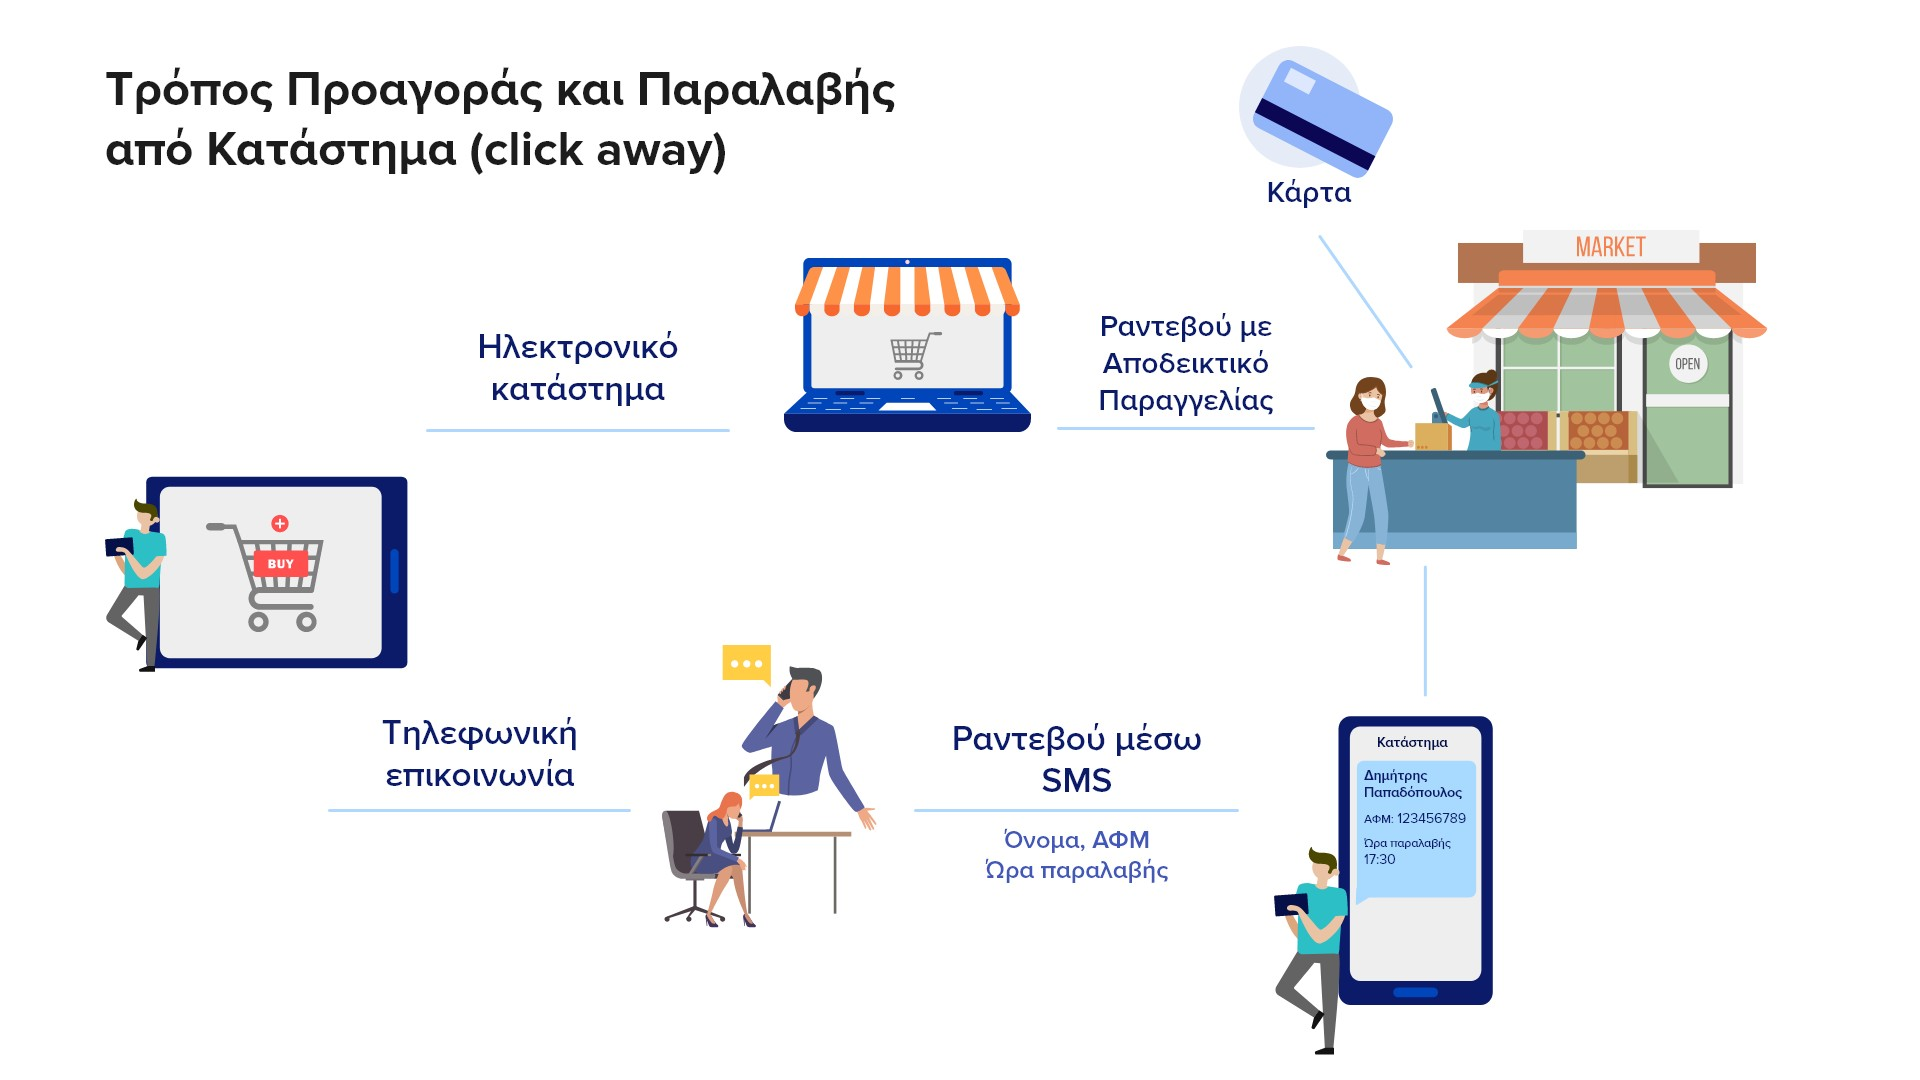 Τρόπος Προαγοράς και Παραλαβής
από Κατάστημα (click away)
Κάρτα
MARKET
OPEN
Ηλεκτρονικό
κατάστημα
Ραντεβού με
Αποδεικτικό
Παραγγελίας
BUY
Τηλεφωνική
επικοινωνία
Ραντεβού μέσω
SMS
Όνομα, ΑΦΜ
Ώρα παραλαβής
Κατάστημα
Δημήτρης
Παπαδόπουλος
ΑΦΜ: 123456789
Ώρα παραλαβής
17:30